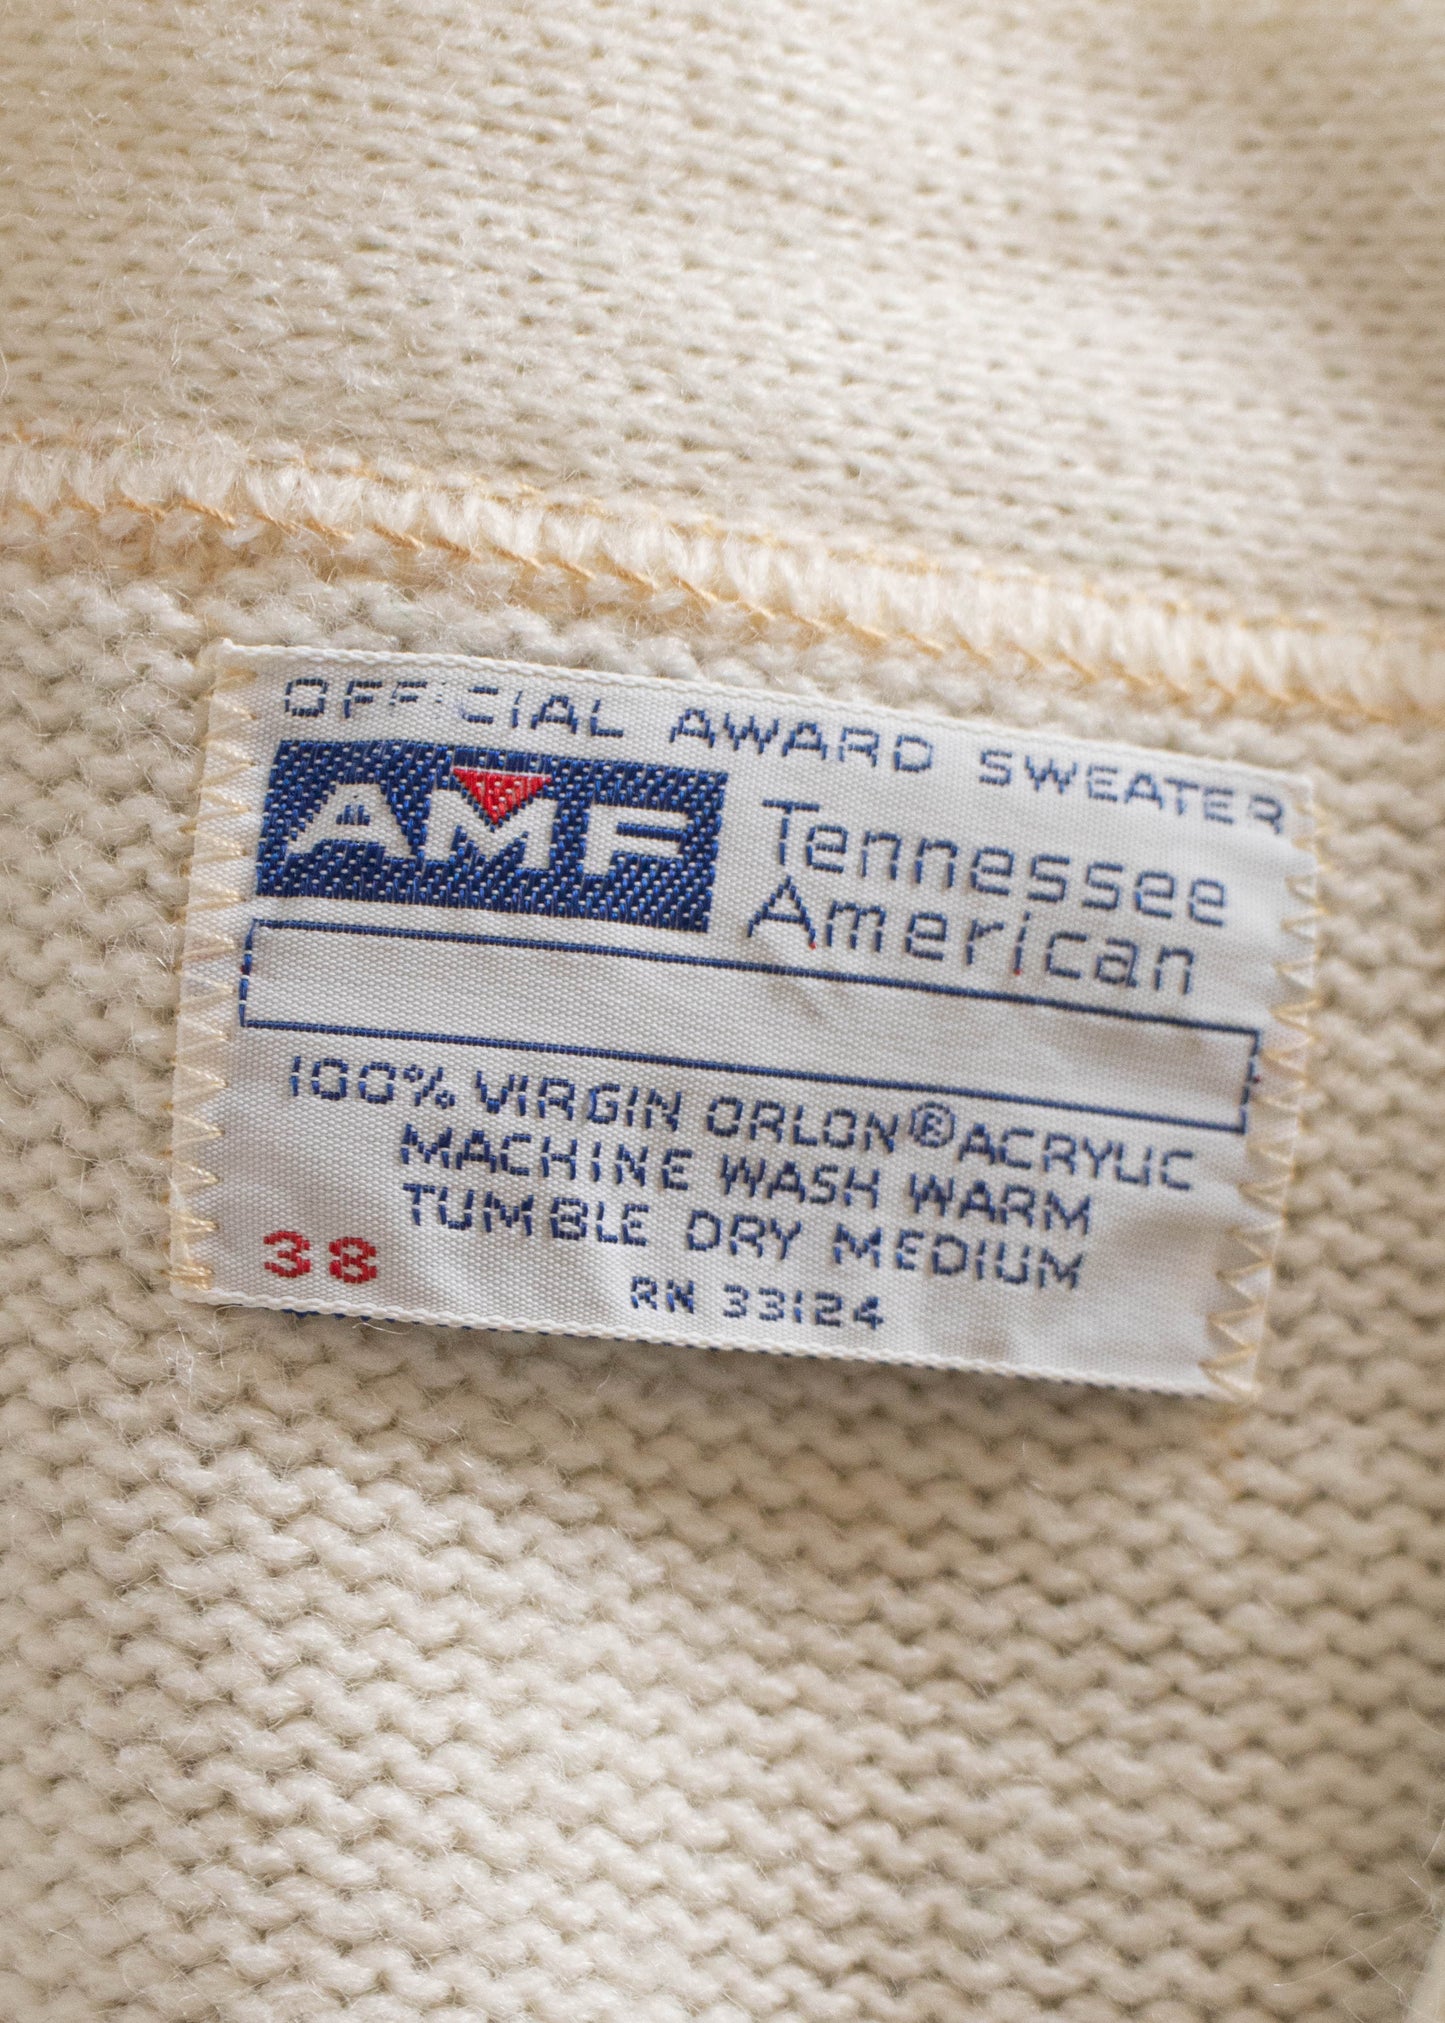 OFFICIAL AWARD SWEATER
AMF
Tennessee
American
100% VIRGIN ORLON® ACRYLIC
MACHINE WASH WARM
TUMBLE DRY MEDIUM
38
RN 33124